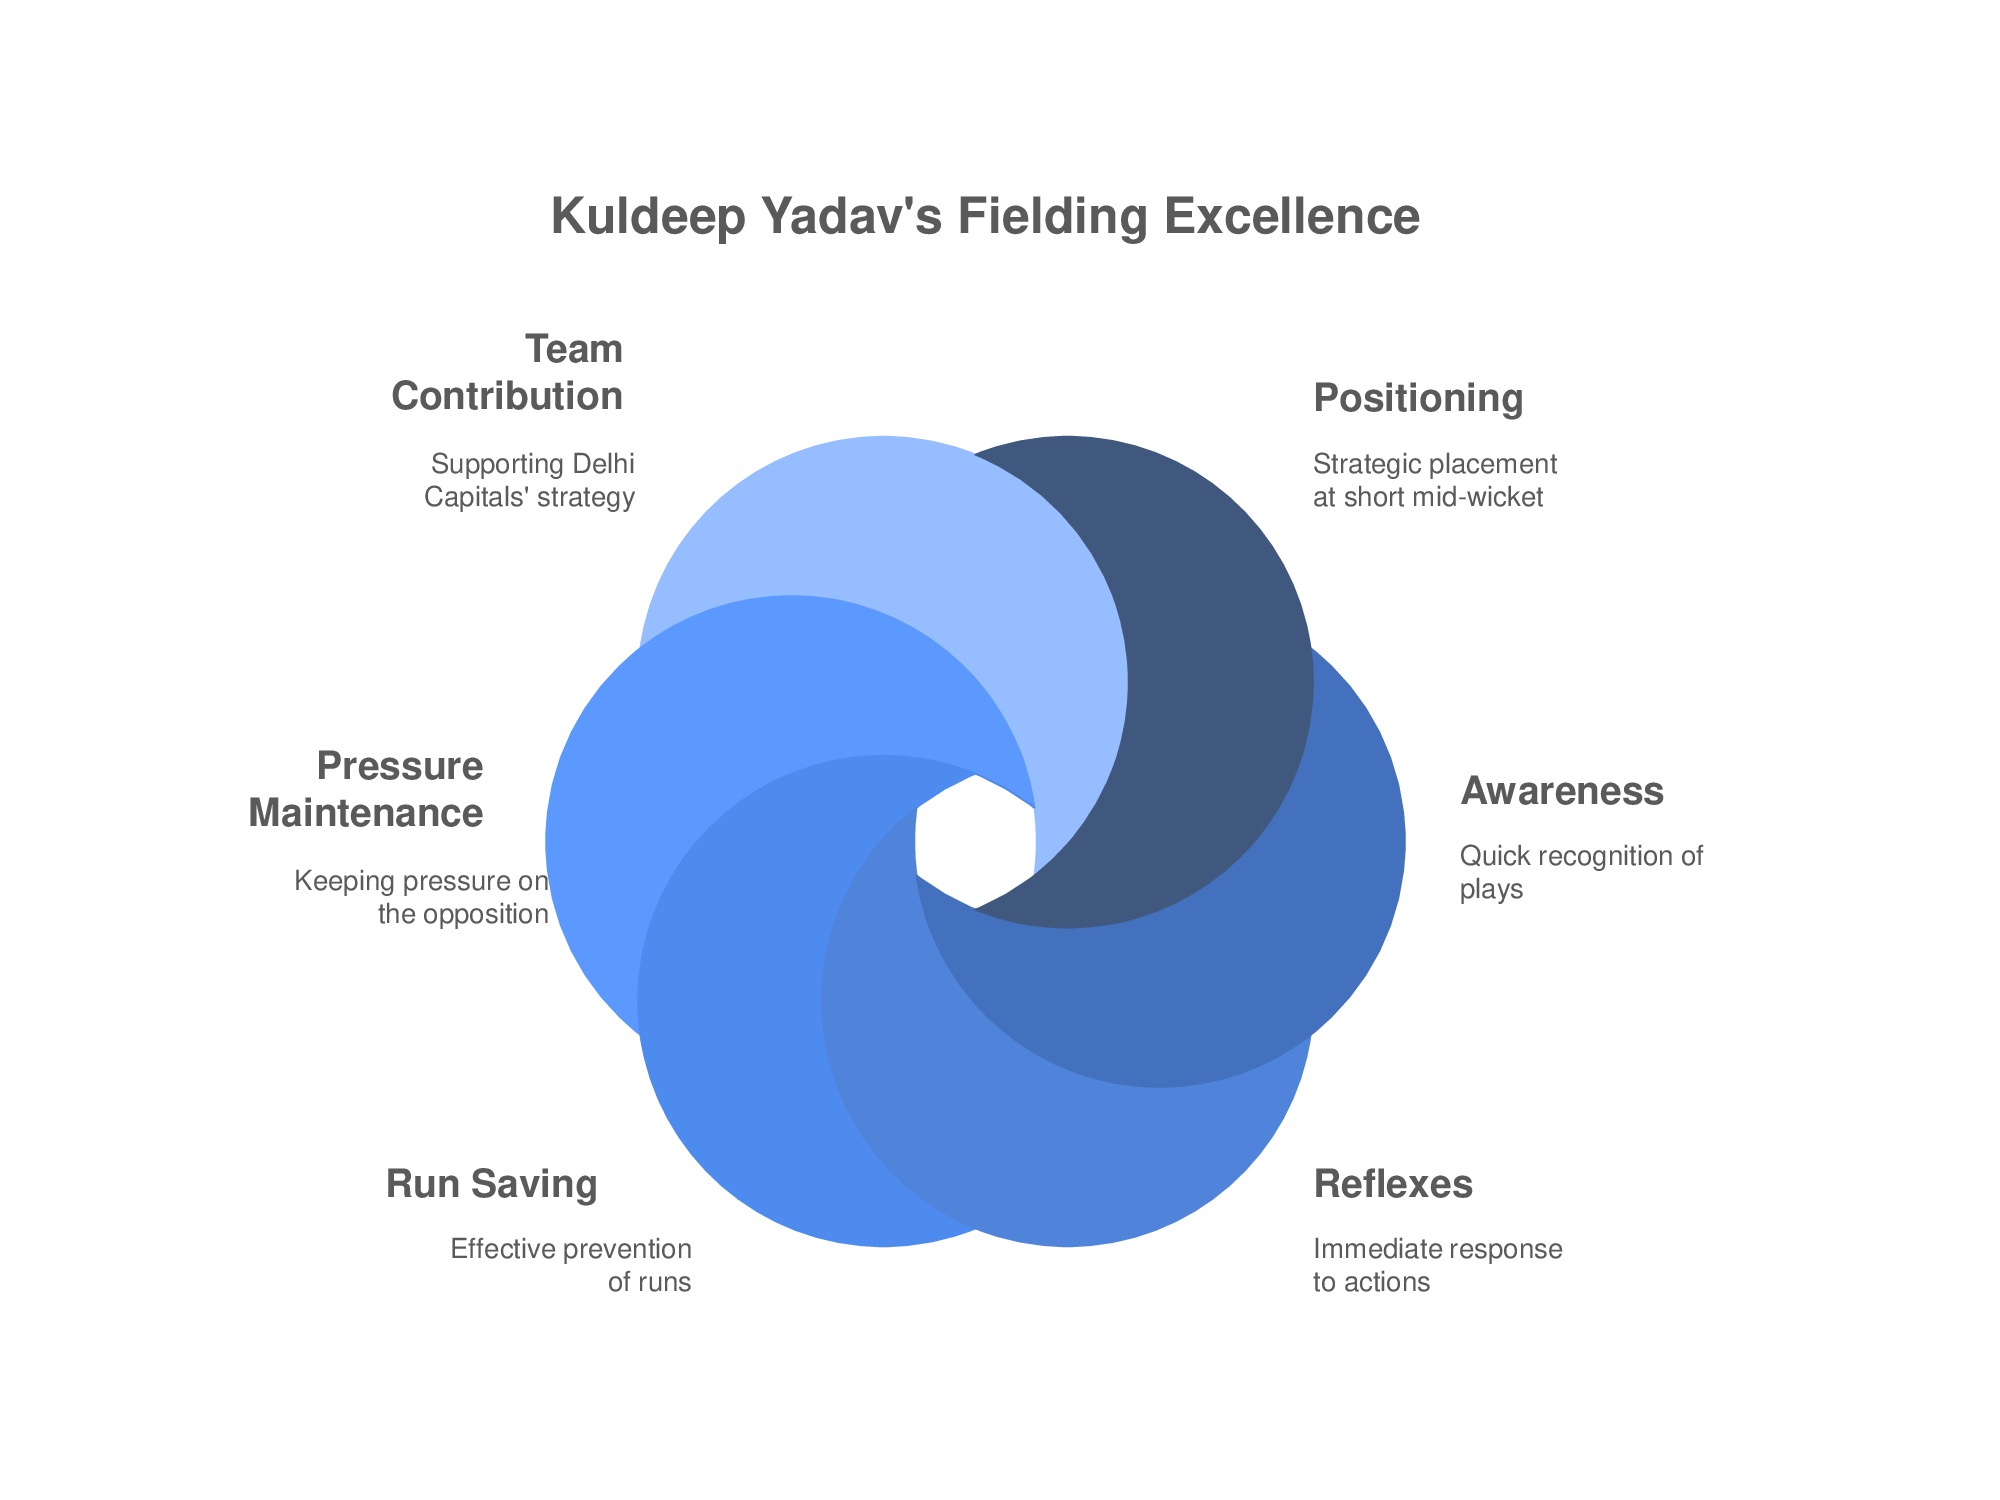 Kuldeep Yadav's Fielding Excellence
Team
Contribution
Supporting Delhi
Capitals' strategy
Positioning
Strategic placement
at short mid-wicket
Pressure
Maintenance
Keeping pressure on
the opposition
Awareness
Quick recognition of
plays
Run Saving
Effective prevention
of runs
Reflexes
Immediate response
to actions